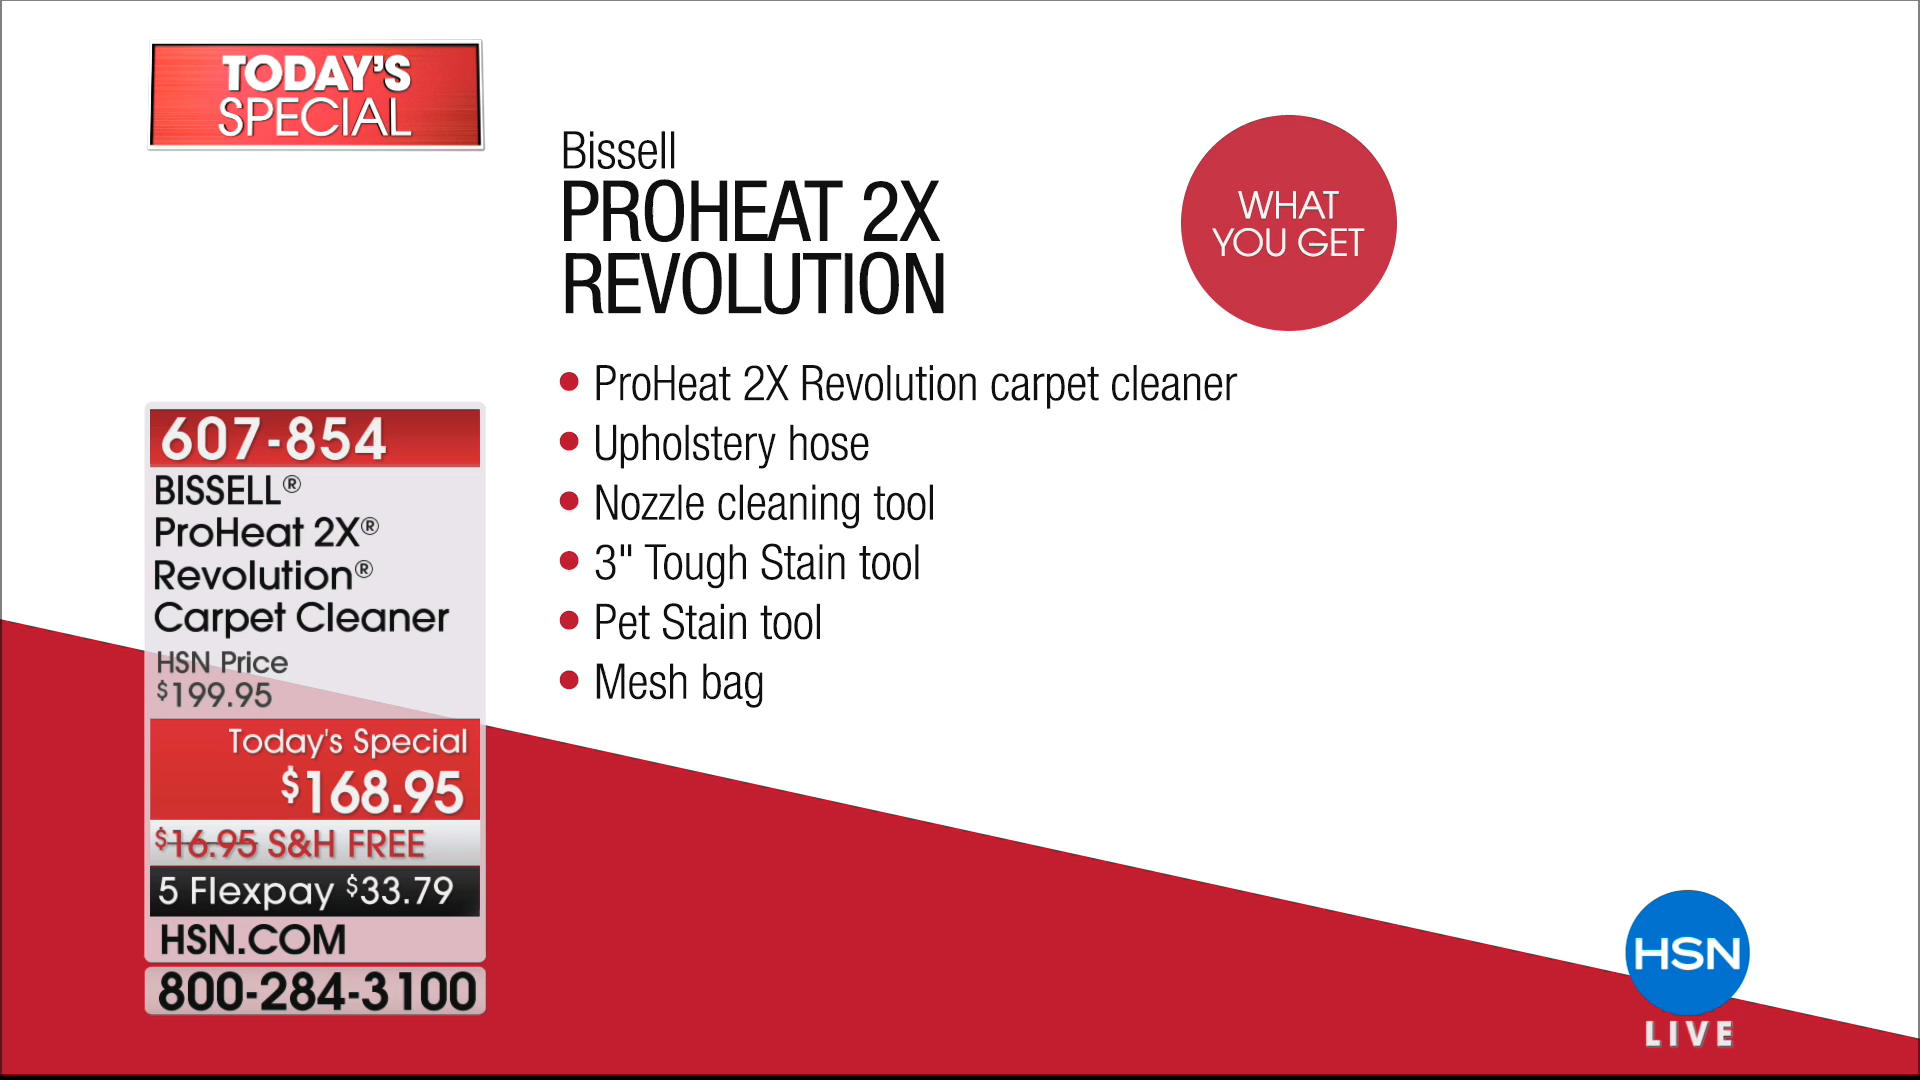 TODAY'S
SPECIAL
Bissell
PROHEAT 2X
REVOLUTION
WHAT
YOU GET
• ProHeat 2X Revolution carpet cleaner
• Upholstery hose
• Nozzle cleaning tool
• 3" Tough Stain tool
• Pet Stain tool
• Mesh bag
607-854
BISSELL®
ProHeat 2X®
Revolution®
Carpet Cleaner
HSN Price
$199.95
Today's Special
$168.95
$16.95 S&H FREE
5 Flexpay $33.79
HSN.COM
800-284-3100
HSN
LIVE